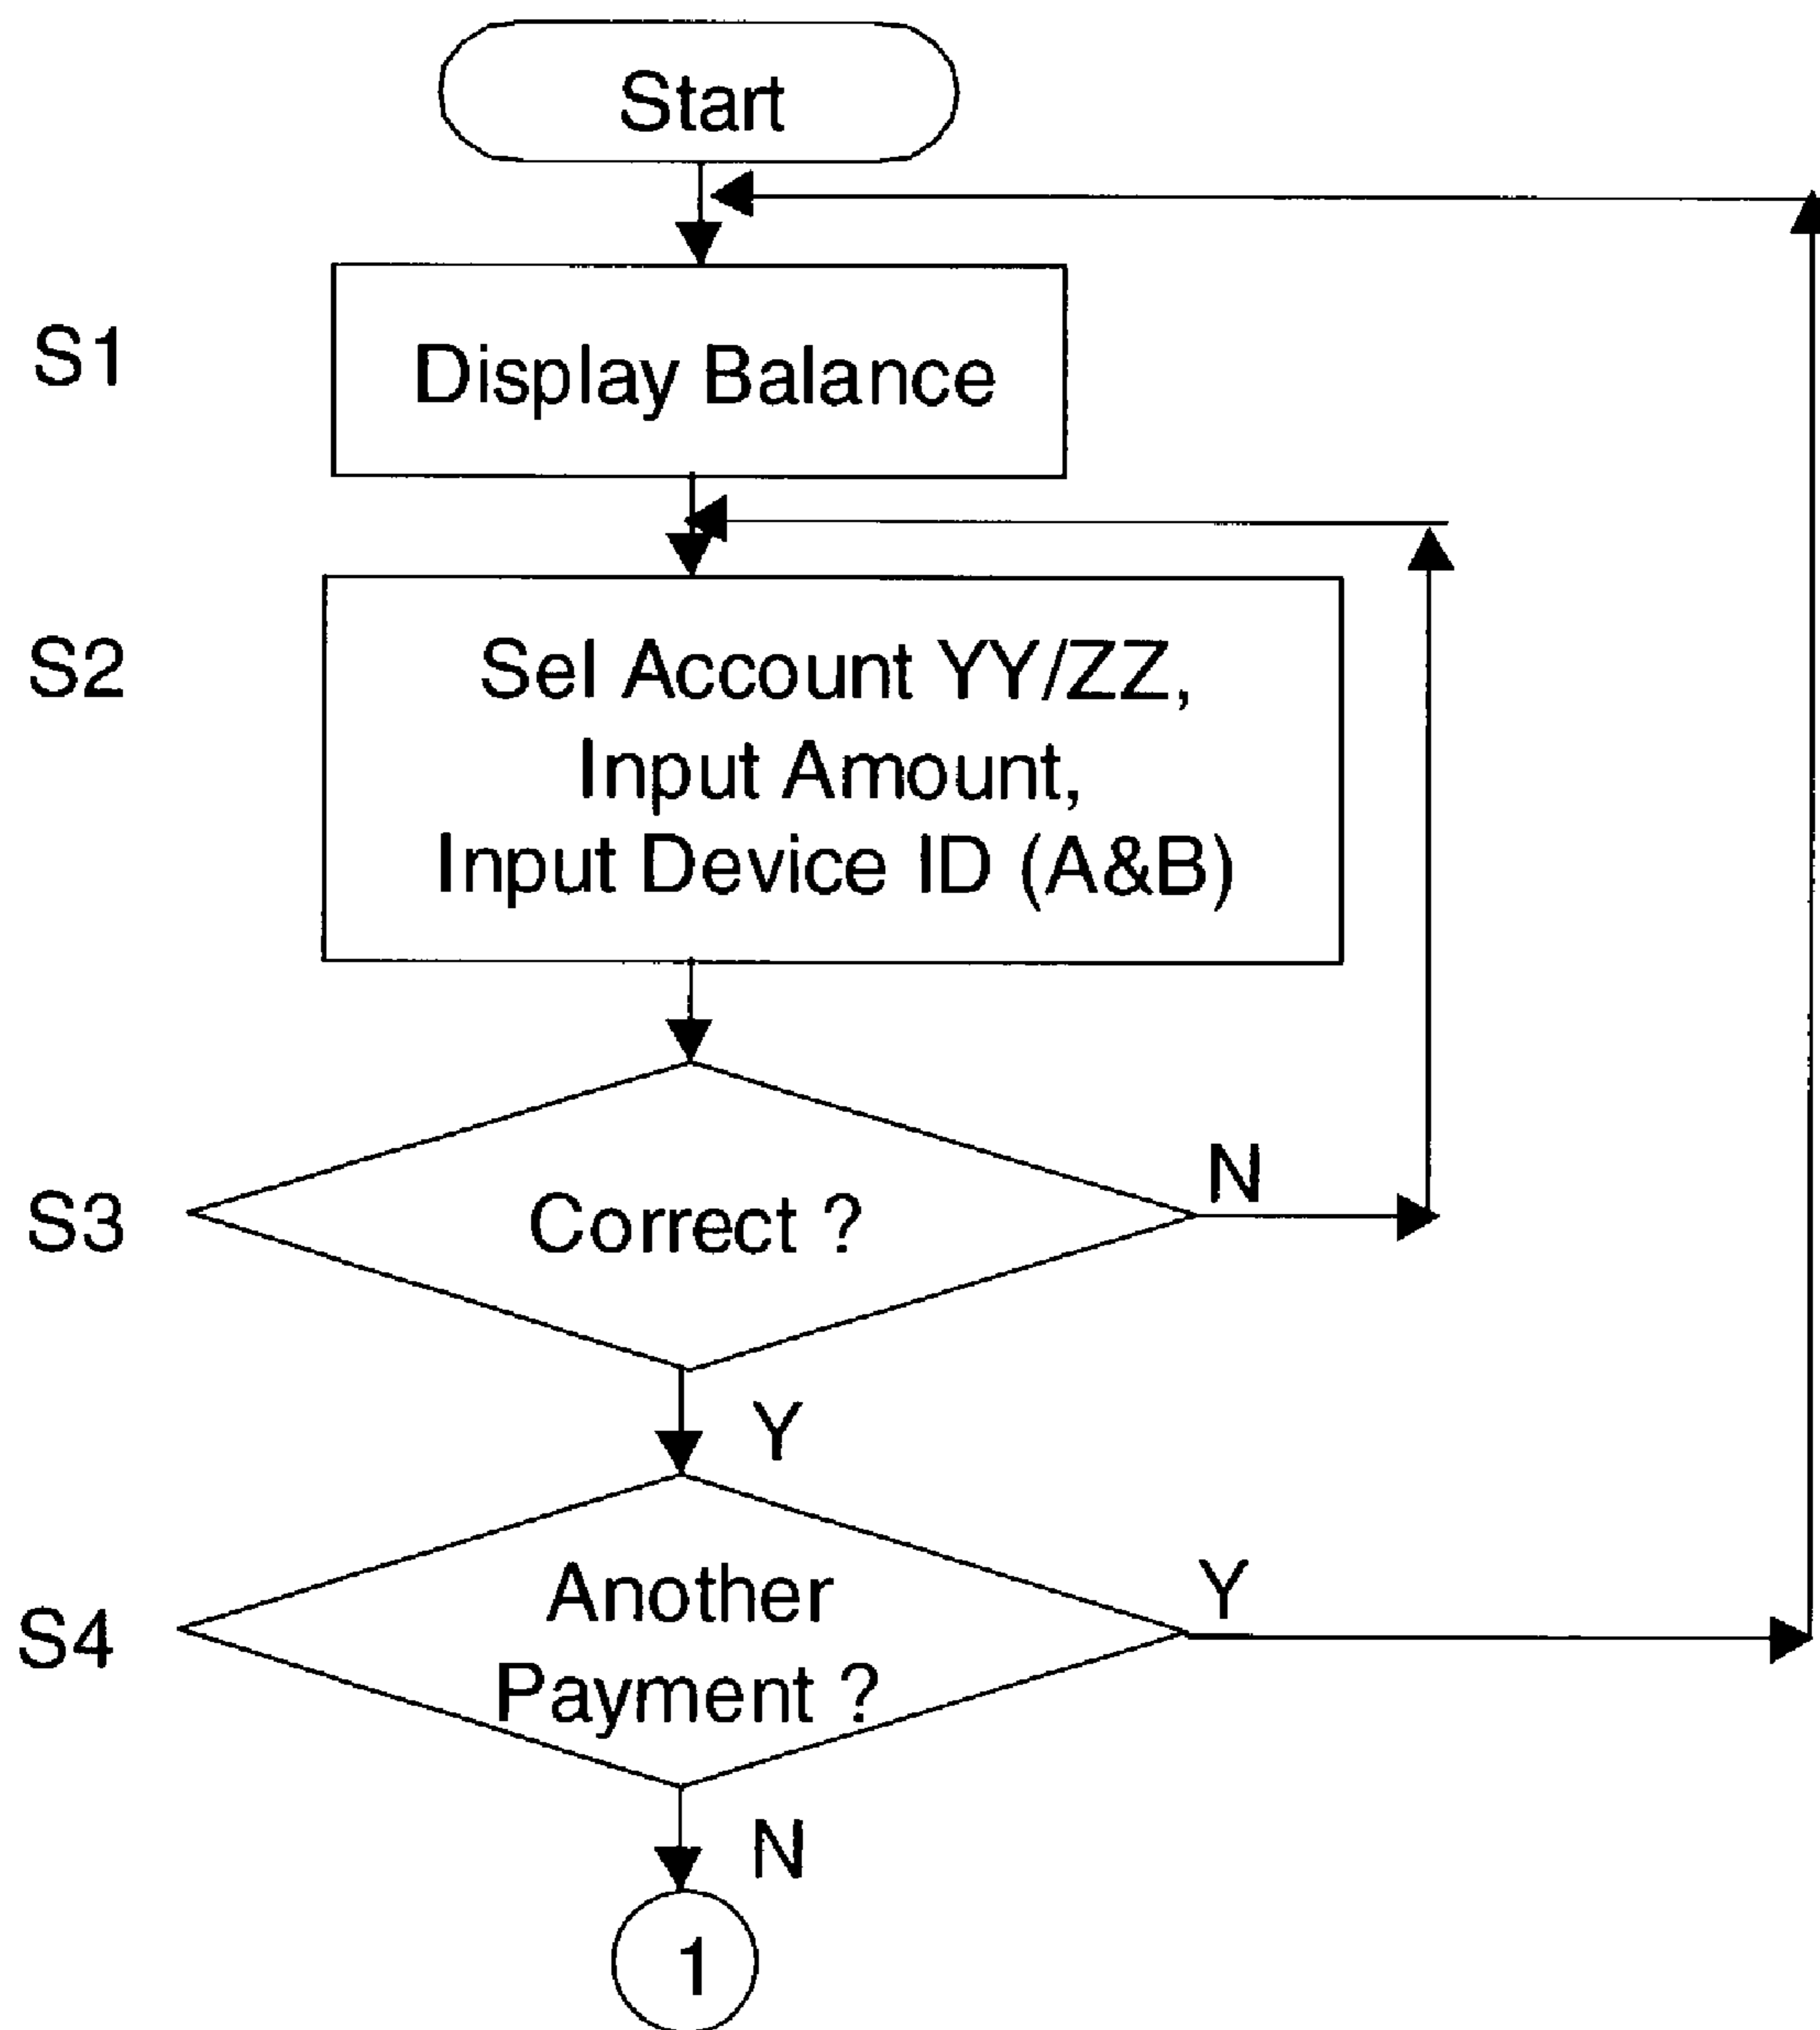 Start
S1
Display Balance
S2
Sel Account YY/ZZ,
Input Amount,
Input Device ID (A&B)
S3
Correct ?
N
Y
S4
Another
Payment ?
Y
N
1